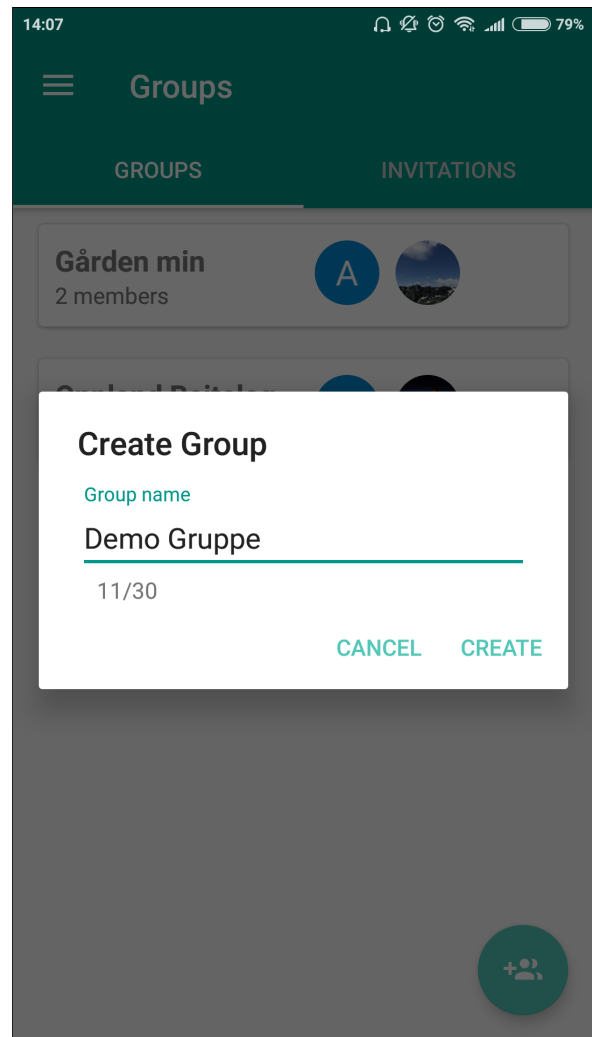 14:07 79%
Groups
GROUPS INVITATIONS
Gården min
A
2 members
Create Group
Group name
Demo Gruppe
11/30
CANCEL CREATE